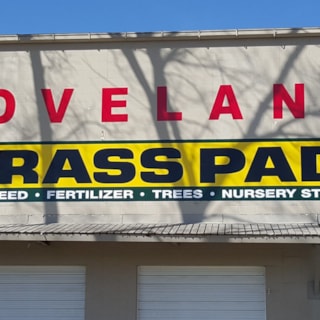 OVELAN
RASS PAD
EED • FERTILIZER • TREES • NURSERY ST